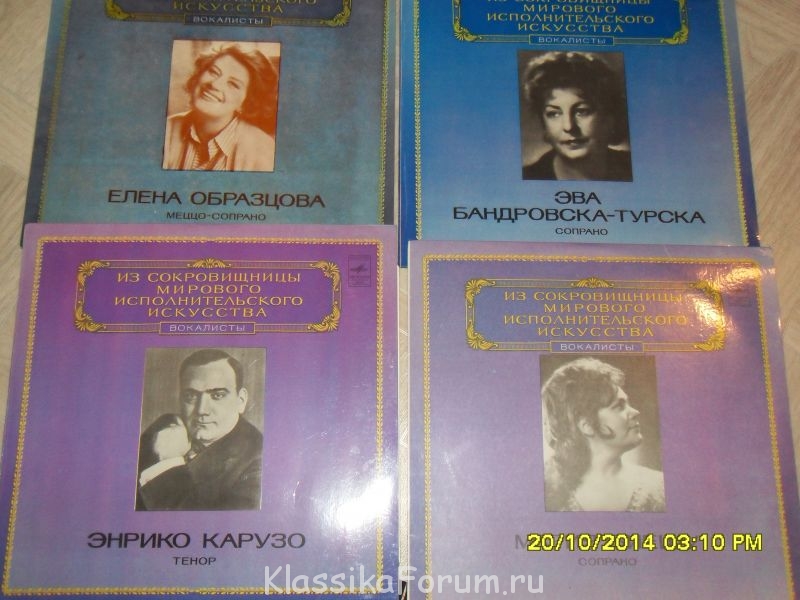 ИСКУССТВА
ВОКАЛИСТЫ
ЕЛЕНА ОБРАЗЦОВА
МЕЦЦО-СОПРАНО
ИЗ СОКРОВИЩНИЦЫ
МИРОВОГО
ИСПОЛНИТЕЛЬСКОГО
ИСКУССТВА
ВОКАЛИСТЫ
ЭВА
БАНДРОВСКА-ТУРСКА
СОПРАНО
ИЗ СОКРОВИЩНИЦЫ
МИРОВОГО
ИСПОЛНИТЕЛЬСКОГО
ИСКУССТВА
ВОКАЛИСТЫ
ЭНРИКО КАРУЗО
ТЕНОР
ИЗ СОКРОВИЩНИЦЫ
МИРОВОГО
ИСПОЛНИТЕЛЬСКОГО
ИСКУССТВА
ВОКАЛИСТЫ
СОПРАНО
20/10/2014 03:10 PM
KlassikaForum.ru